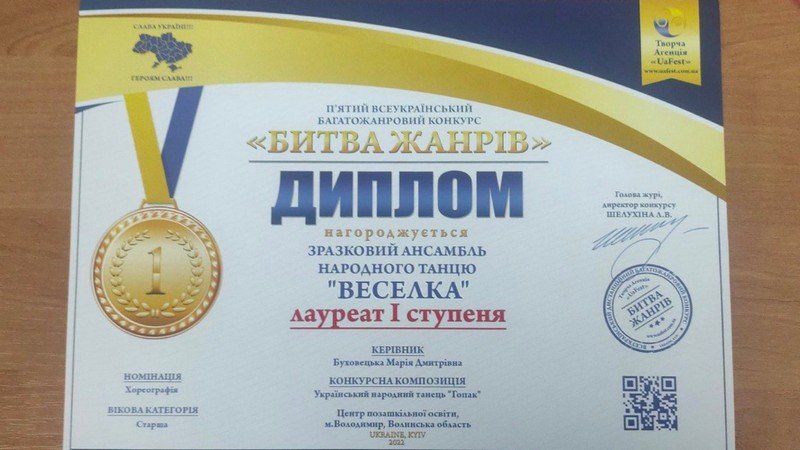 СЛАВА УКРАЇНІ!!!
ГЕРОЯМ СЛАВА!!!
Творча
Агенція
«UaFest»
www.uafest.com.ua
П'ЯТИЙ ВСЕУКРАЇНСЬКИЙ
БАГАТОЖАНРОВИЙ КОНКУРС
«БИТВА ЖАНРІВ»
ДИПЛОМ
нагороджується
ЗРАЗКОВИЙ АНСАМБЛЬ
НАРОДНОГО ТАНЦЮ
"ВЕСЕЛКА"
лауреат І ступеня
Голова журі,
директор конкурсу
ШЕЛУХІНА Л.В.
1
Творча Агенція
«UaFest»
БИТВА
ЖАНРІВ
КЕРІВНИК
Буховецька Марія Дмитрівна
КОНКУРСНА КОМПОЗИЦІЯ
Український народний танець "Гопак"
Центр позашкільної освіти,
м.Володимир, Волинська область
UKRAINE, KYIV
2022
НОМІНАЦІЯ
Хореографія
ВІКОВА КАТЕГОРІЯ
Старша